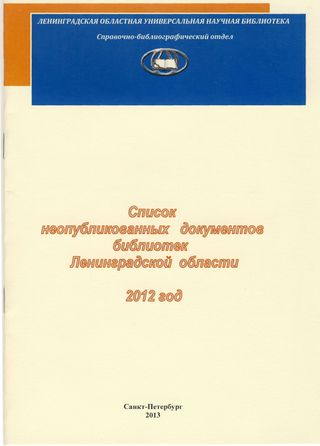 ЛЕНИНГРАДСКАЯ ОБЛАСТНАЯ УНИВЕРСАЛЬНАЯ НАУЧНАЯ БИБЛИОТЕКА
Справочно-библиографический отдел
Список
неопубликованных документов
библиотек
Ленинградской области
2012 год
Санкт-Петербург
2013